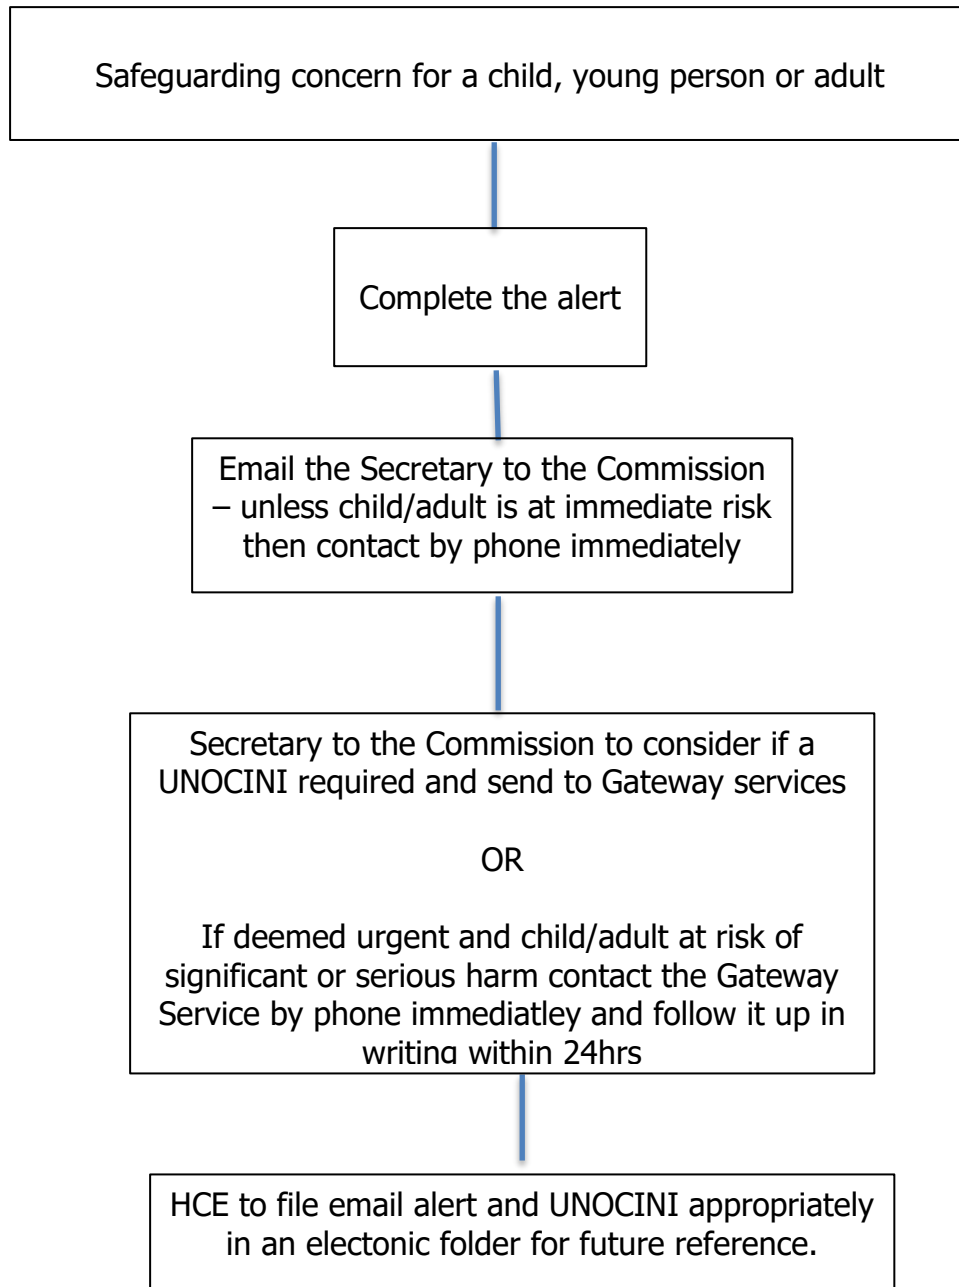 Safeguarding concern for a child, young person or adult
Complete the alert
Email the Secretary to the Commission
– unless child/adult is at immediate risk
then contact by phone immediately
Secretary to the Commission to consider if a
UNOCINI required and send to Gateway services
OR
If deemed urgent and child/adult at risk of
significant or serious harm contact the Gateway
Service by phone immediatley and follow it up in
writing within 24hrs
HCE to file email alert and UNOCINI appropriately
in an electonic folder for future reference.